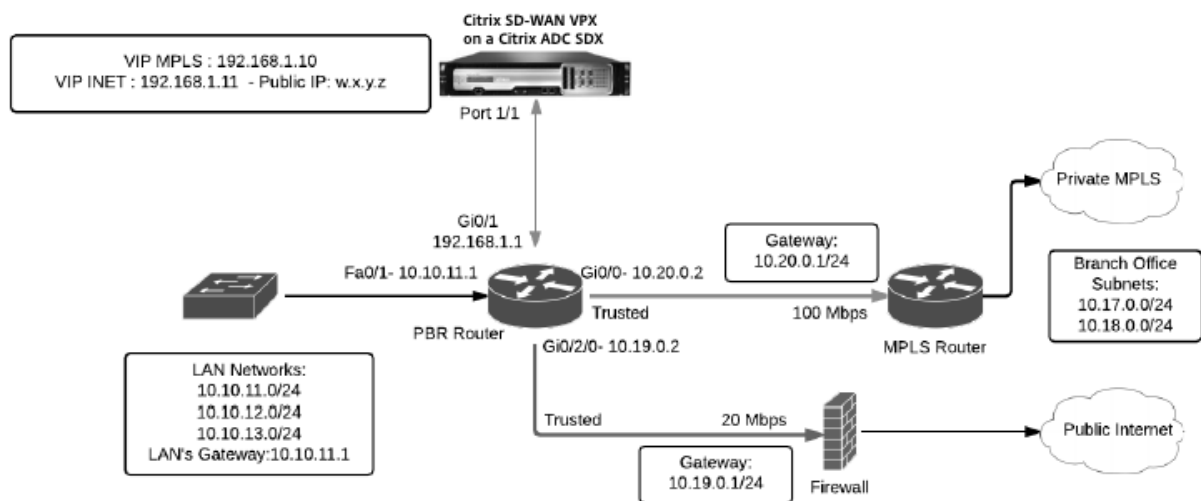 Citrix SD-WAN VPX
on a Citrix ADC SDX
VIP MPLS : 192.168.1.10
VIP INET : 192.168.1.11 - Public IP: w.x.y.z
Port 1/1
Private MPLS
Gi0/1
192.168.1.1
Gateway:
10.20.0.1/24
Fa0/1- 10.10.11.1
Gi0/0- 10.20.0.2
Branch Office
Subnets:
10.17.0.0/24
10.18.0.0/24
Trusted
100 Mbps
PBR Router
MPLS Router
Gi0/2/0- 10.19.0.2
LAN Networks:
10.10.11.0/24
10.10.12.0/24
10.10.13.0/24
LAN's Gateway:10.10.11.1
Trusted
20 Mbps
Public Internet
Gateway:
10.19.0.1/24
Firewall